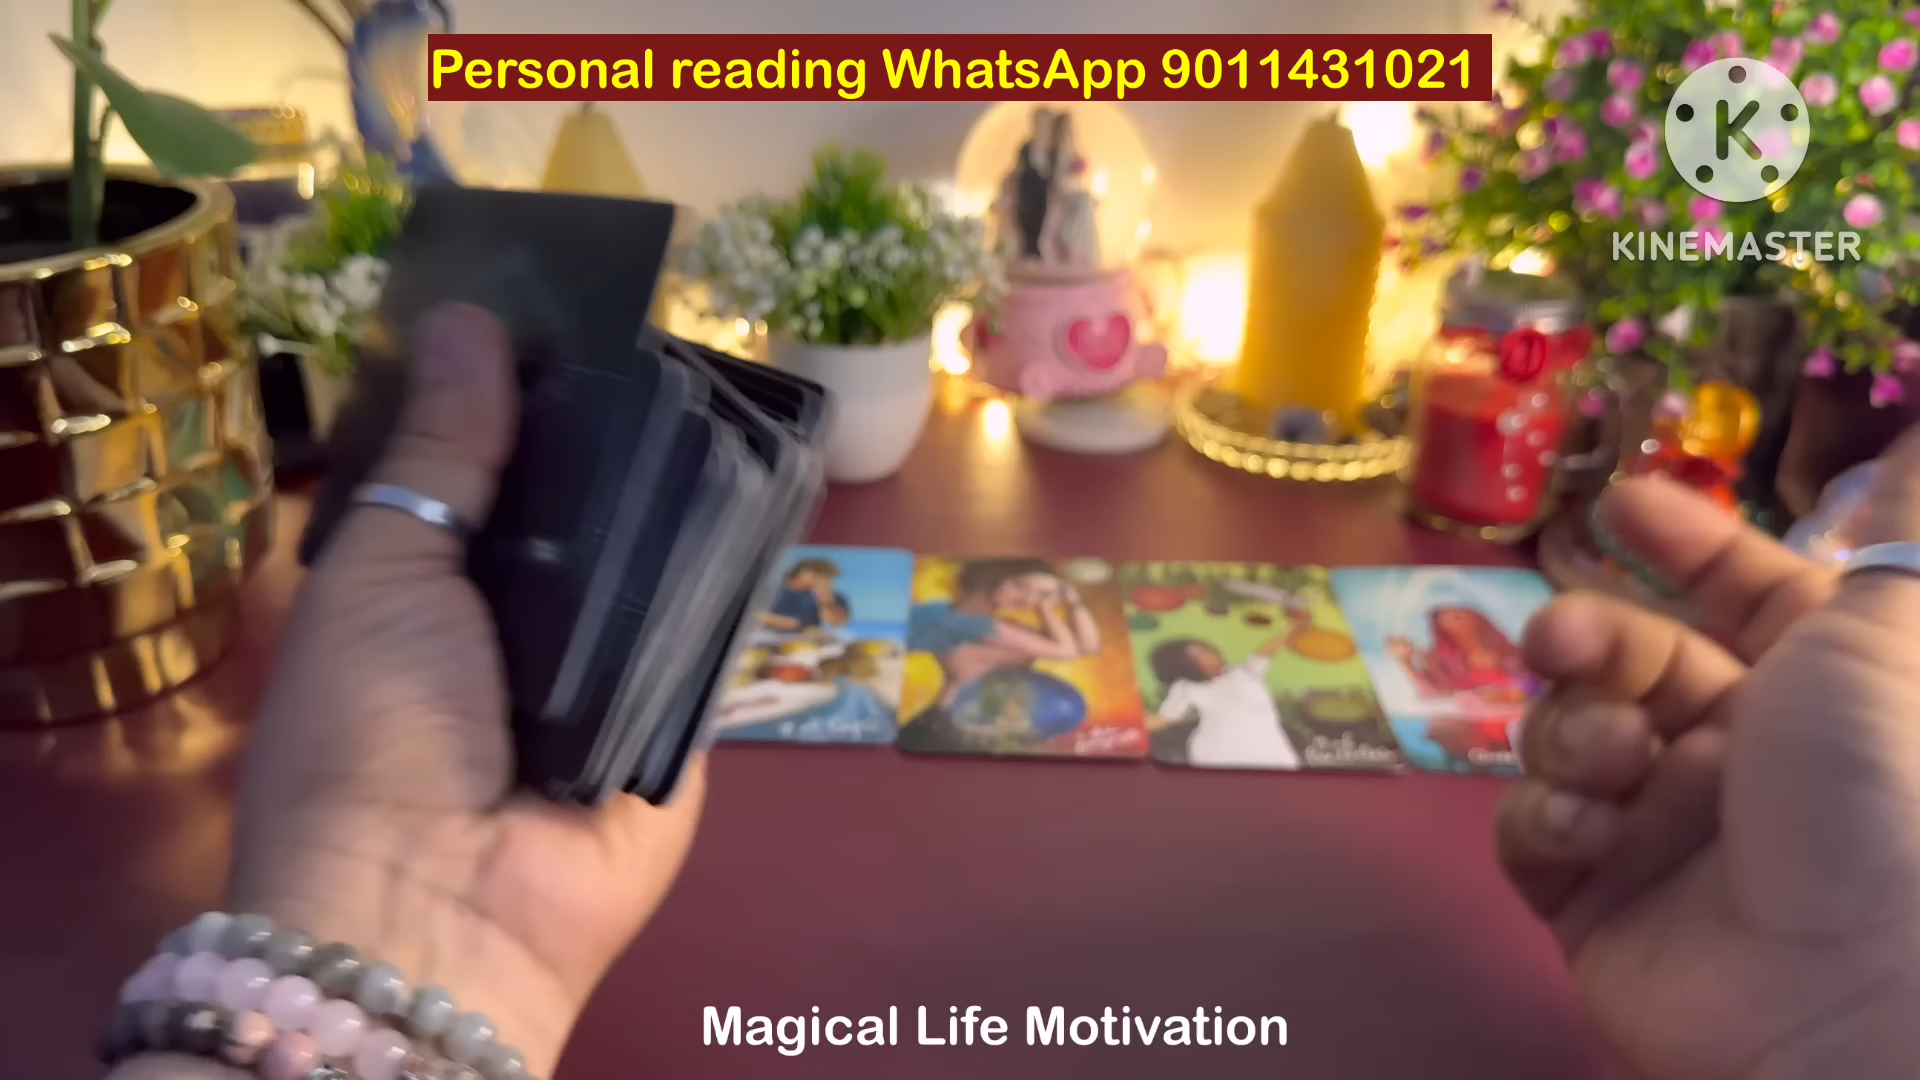 Personal reading WhatsApp 9011431021
K
KINEMASTER
Magical Life Motivation